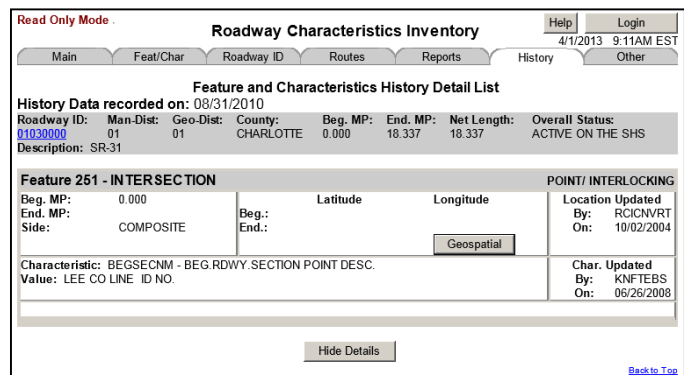 Read Only Mode .
Roadway Characteristics Inventory
Help Login
4/1/2013 9:11AM EST
Main Feat/Char Roadway ID Routes Reports History Other
Feature and Characteristics History Detail List
History Data recorded on: 08/31/2010
Roadway ID: Man-Dist: Geo-Dist: County: Beg. MP: End. MP: Net Length: Overall Status:
01030000 01 01 CHARLOTTE 0.000 18.337 18.337 ACTIVE ON THE SHS
Description: SR-31
Feature 251 - INTERSECTION POINT/ INTERLOCKING
Beg. MP: 0.000 Latitude Longitude Location Updated
End. MP: Beg.: By: RCICNVRT
Side: COMPOSITE End.: On: 10/02/2004
Geospatial
Characteristic: BEGSECNM - BEG.RDWY.SECTION POINT DESC. Char. Updated
Value: LEE CO LINE ID NO. By: KNFTEBS
On: 06/26/2008
Hide Details
Back to Top